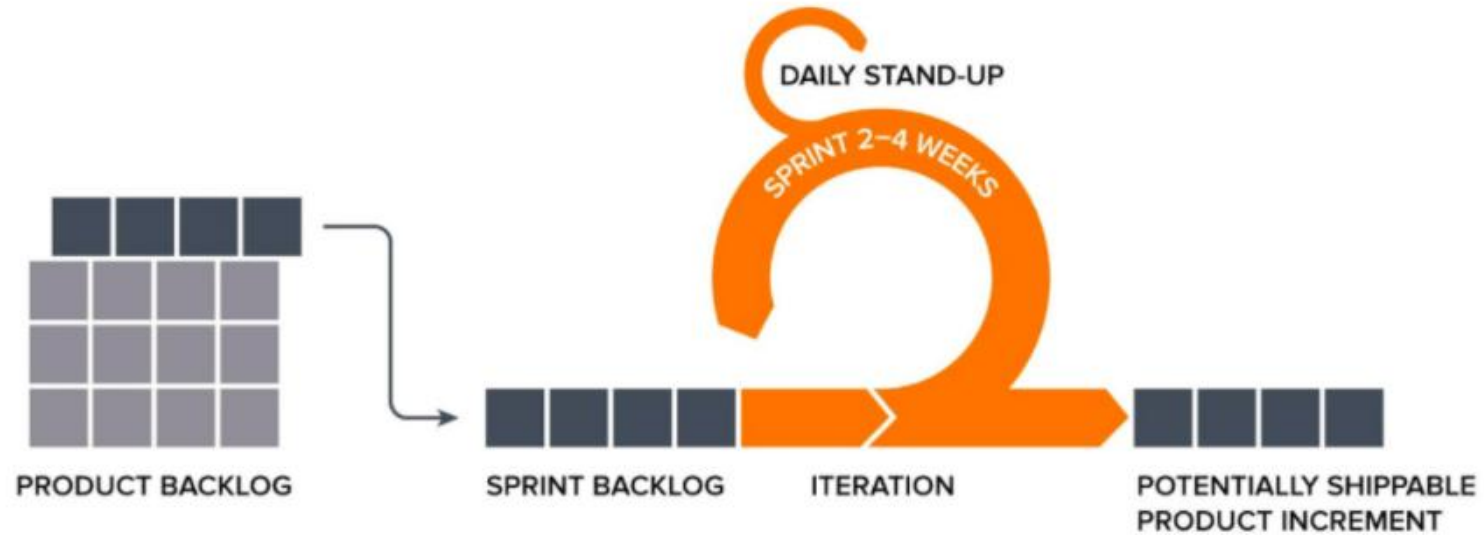 DAILY STAND-UP
SPRINT 2–4 WEEKS
PRODUCT BACKLOG
SPRINT BACKLOG
ITERATION
POTENTIALLY SHIPPABLE
PRODUCT INCREMENT